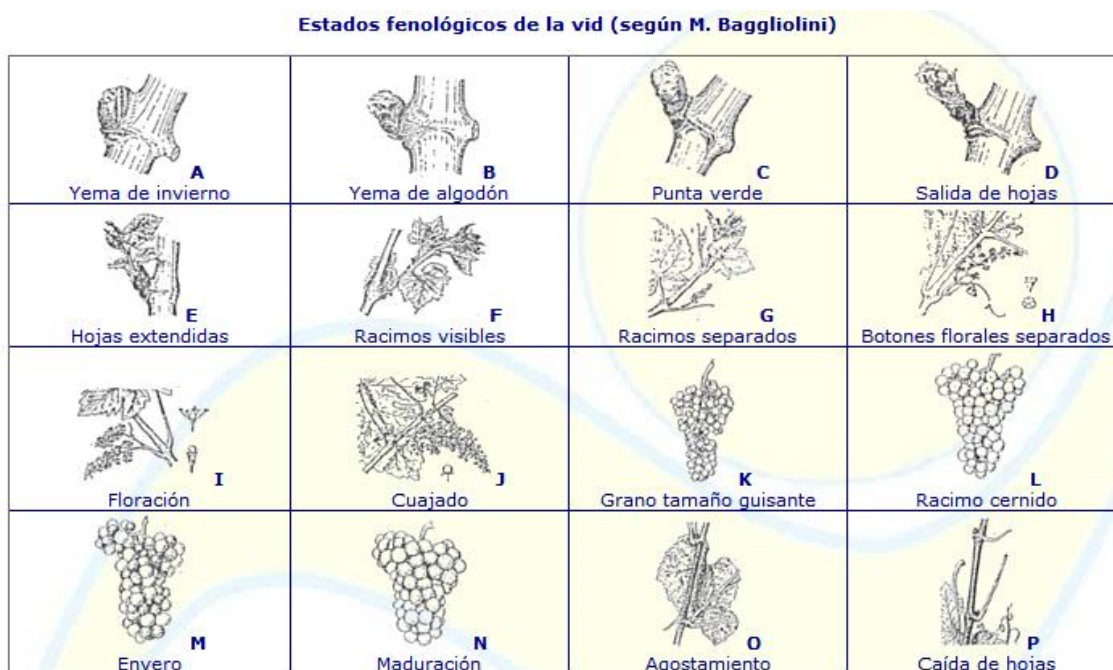 Estados fenológicos de la vid (según M. Baggliolini)
A
Yema de invierno
B
Yema de algodón
C
Punta verde
D
Salida de hojas
E
Hojas extendidas
F
Racimos visibles
G
Racimos separados
H
Botones florales separados
I
Floración
J
Cuajado
K
Grano tamaño guisante
L
Racimo cernido
M
Envero
N
Maduración
O
Agostamiento
P
Caída de hojas